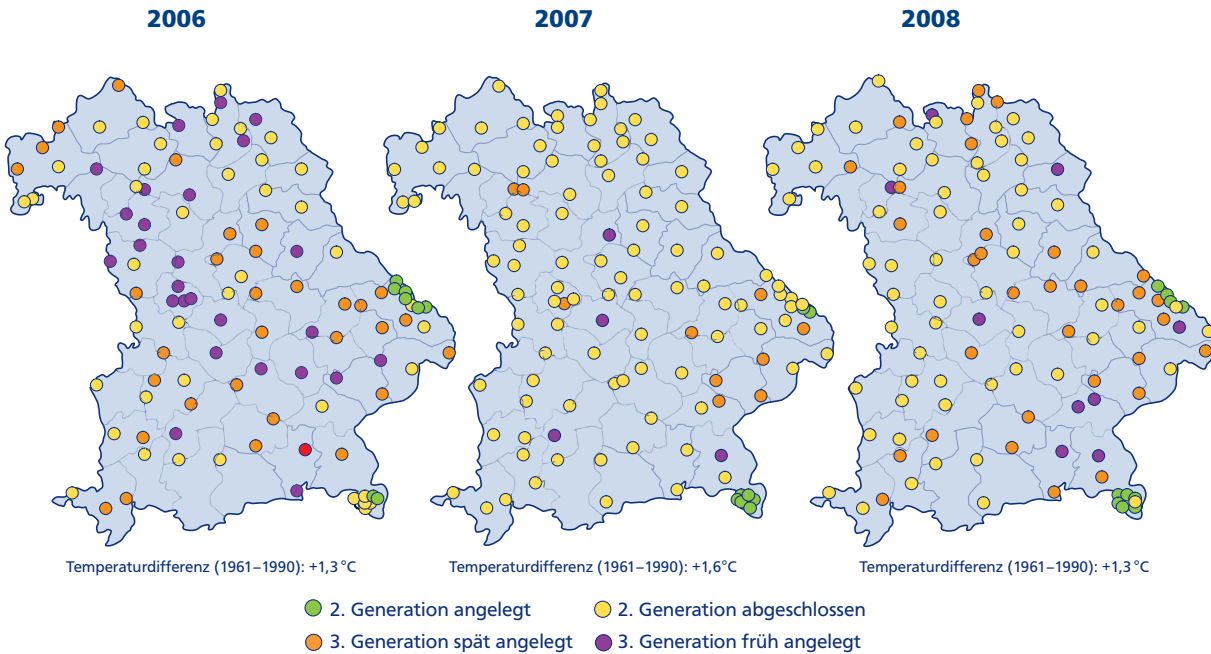 2006
2007
2008
Temperaturdifferenz (1961–1990): +1,3 °C
Temperaturdifferenz (1961–1990): +1,6°C
Temperaturdifferenz (1961–1990): +1,3 °C
2. Generation angelegt
2. Generation abgeschlossen
3. Generation spät angelegt
3. Generation früh angelegt